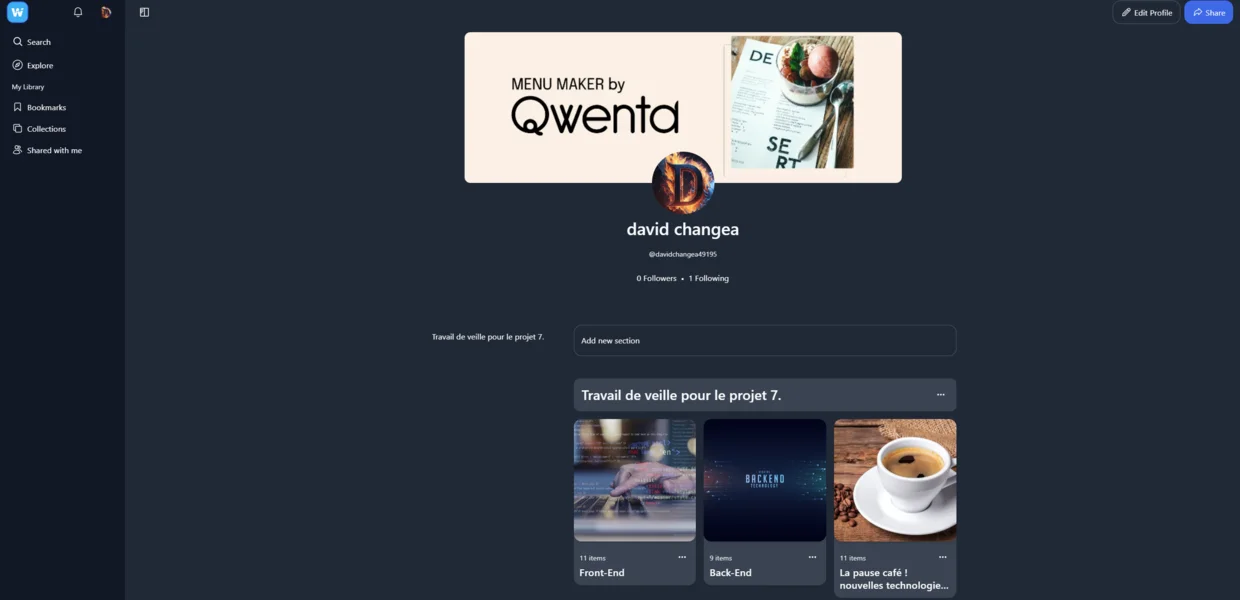 W
Search
Explore
My Library
Bookmarks
Collections
Shared with me
Edit Profile
Share
MENU MAKER by
Qwenta
DE
SE
RT
D
david changea
@davidchangea49195
0 Followers • 1 Following
Travail de veille pour le projet 7.
Add new section
Travail de veille pour le projet 7.
11 items
Front-End
BACKEND
TECHNOLOGY
9 items
Back-End
11 items
La pause café !
nouvelles technologie...